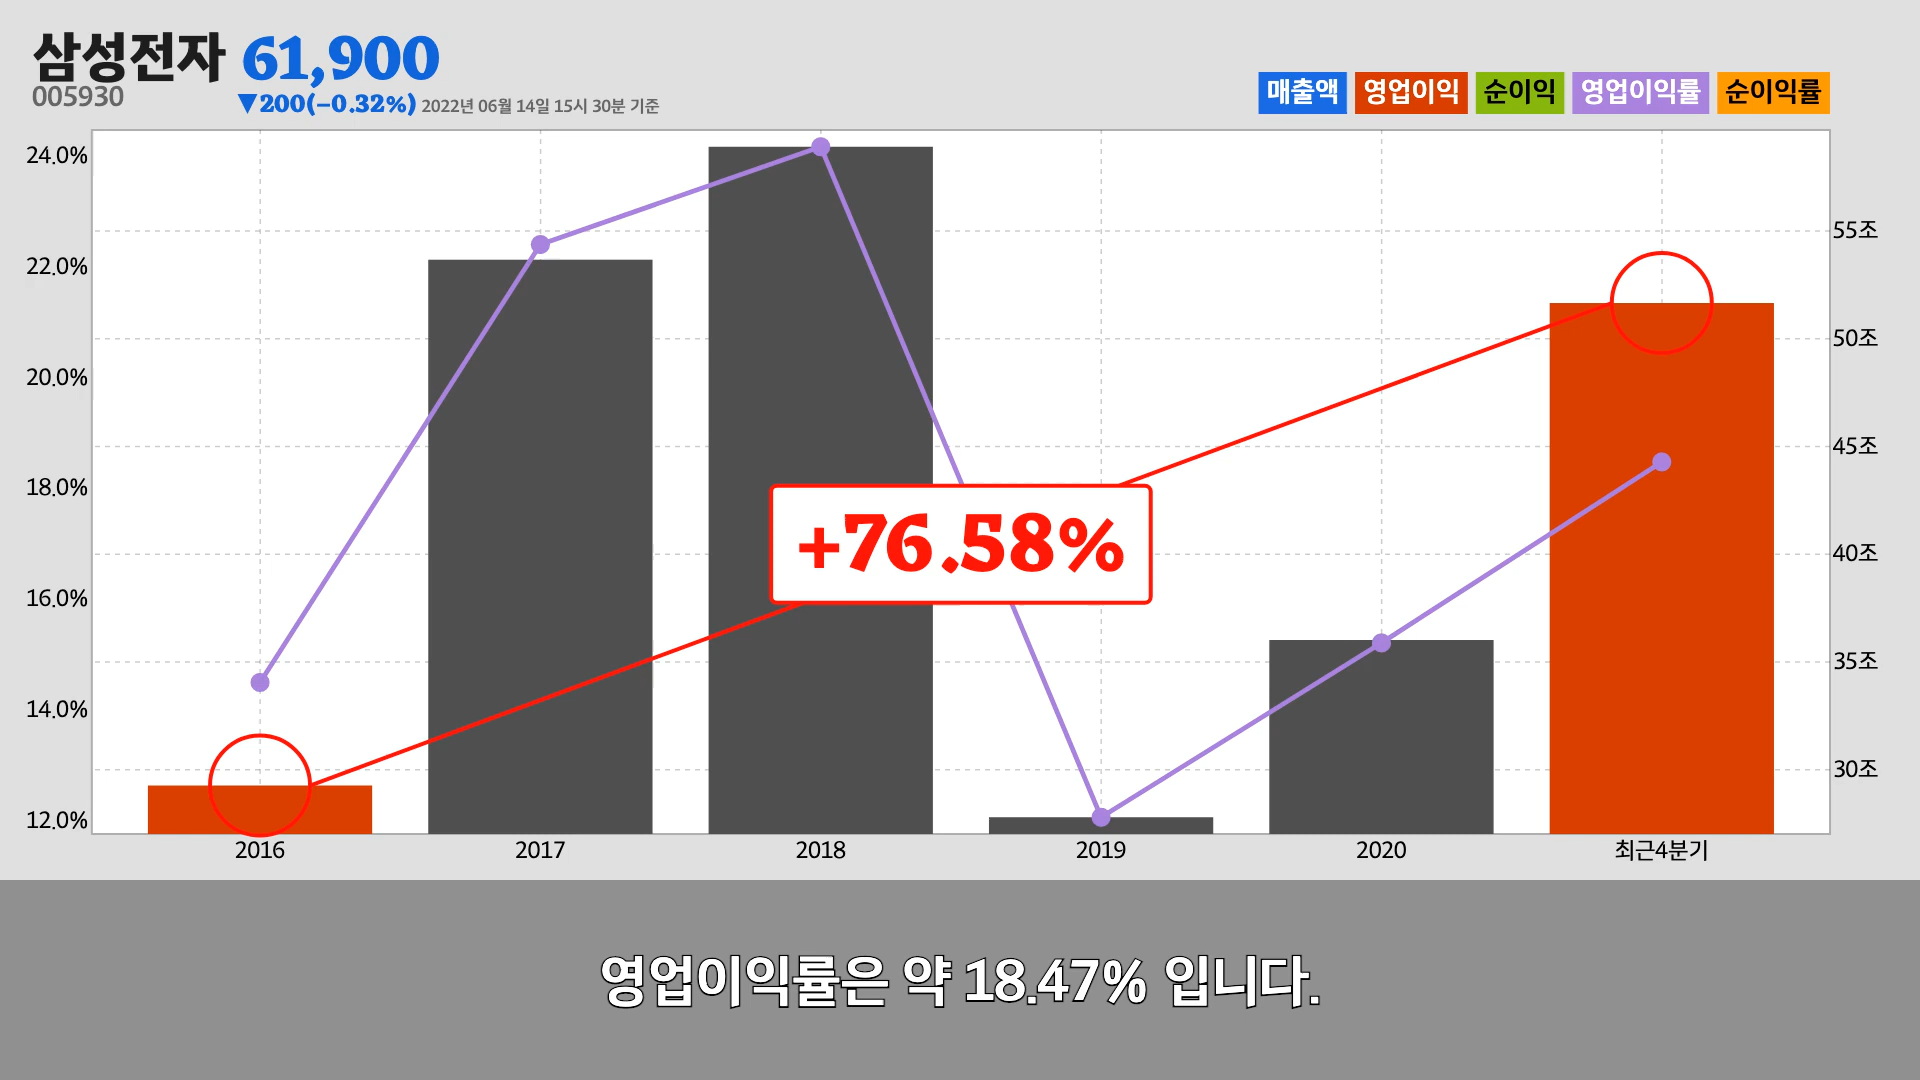 삼성전자 61,900
005930 ▼200(−0.32%) 2022년 06월 14일 15시 30분 기준
매출액 영업이익 순이익 영업이익률 순이익률
24.0%
22.0%
20.0%
18.0%
16.0%
14.0%
12.0%
55조
50조
45조
40조
35조
30조
+76.58%
2016 2017 2018 2019 2020 최근4분기
영업이익률은 약 18.47% 입니다.